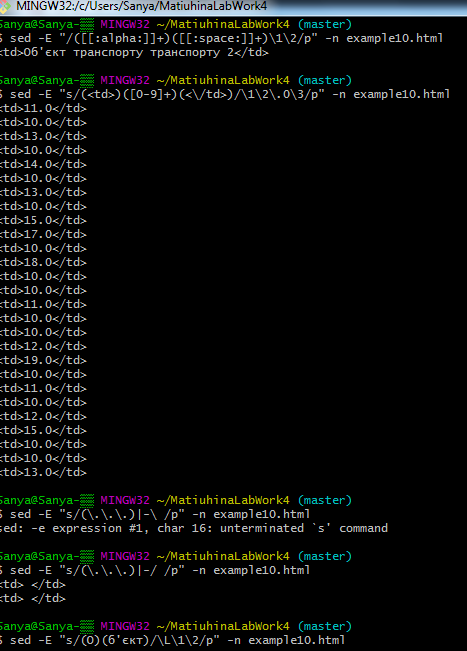 MINGW32:/c/Users/Sanya/MatiuhinaLabWork4
Sanya@Sanya-▒▒ MINGW32 ~/MatiuhinaLabWork4 (master)
$ sed -E "/([[:alpha:]]+)([[:space:]]+)\1\2/p" -n example10.html
<td>Об'єкт транспорту транспорту 2</td>
Sanya@Sanya-▒▒ MINGW32 ~/MatiuhinaLabWork4 (master)
$ sed -E "s/(<td>)([0-9]+)(<\/td>)/\1\2\.0\3/p" -n example10.html
<td>11.0</td>
<td>10.0</td>
<td>13.0</td>
<td>10.0</td>
<td>14.0</td>
<td>10.0</td>
<td>13.0</td>
<td>10.0</td>
<td>15.0</td>
<td>17.0</td>
<td>10.0</td>
<td>18.0</td>
<td>10.0</td>
<td>10.0</td>
<td>11.0</td>
<td>10.0</td>
<td>10.0</td>
<td>12.0</td>
<td>19.0</td>
<td>10.0</td>
<td>11.0</td>
<td>10.0</td>
<td>12.0</td>
<td>15.0</td>
<td>10.0</td>
<td>10.0</td>
<td>13.0</td>
Sanya@Sanya-▒▒ MINGW32 ~/MatiuhinaLabWork4 (master)
$ sed -E "s/(\.\.\.)|-\ /p" -n example10.html
sed: -e expression #1, char 16: unterminated `s' command
Sanya@Sanya-▒▒ MINGW32 ~/MatiuhinaLabWork4 (master)
$ sed -E "s/(\.\.\.)|-/ /p" -n example10.html
<td> </td>
<td> </td>
Sanya@Sanya-▒▒ MINGW32 ~/MatiuhinaLabWork4 (master)
$ sed -E "s/(О)(б'єкт)/\L\1\2/p" -n example10.html